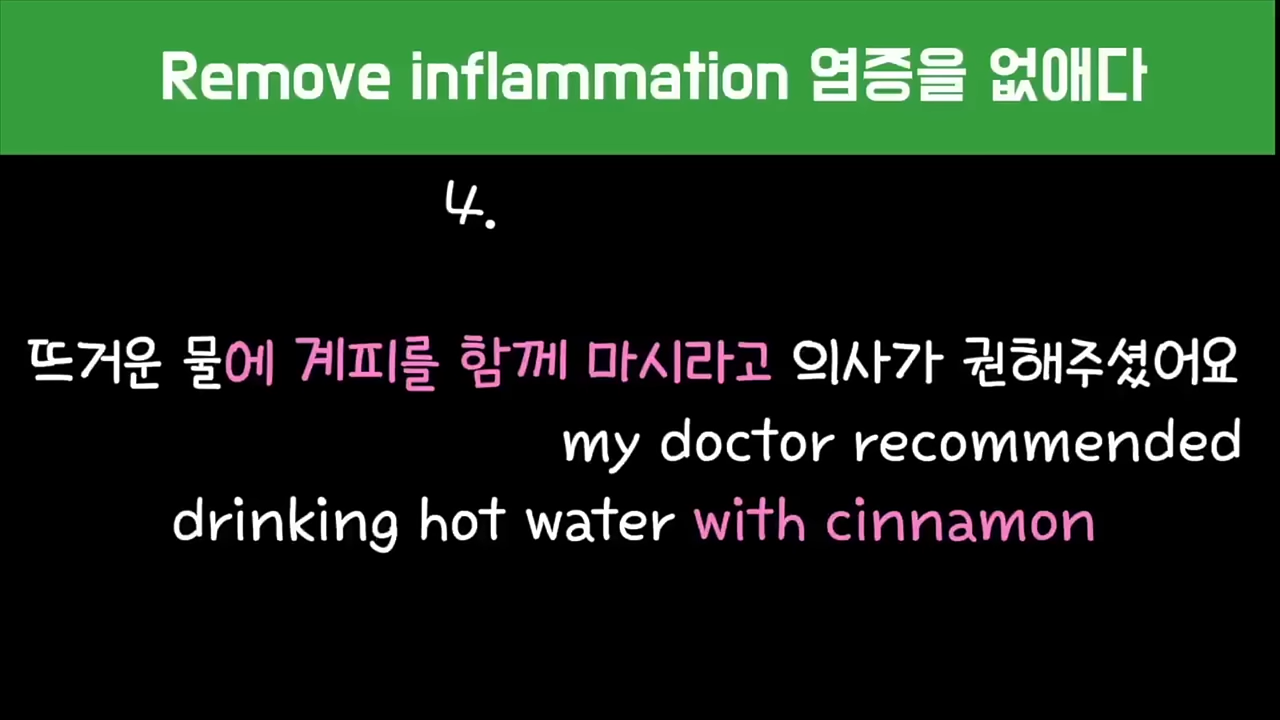 Remove inflammation 염증을 없애다
4.
뜨거운 물에 계피를 함께 마시라고 의사가 권해주셨어요
my doctor recommended
drinking hot water with cinnamon